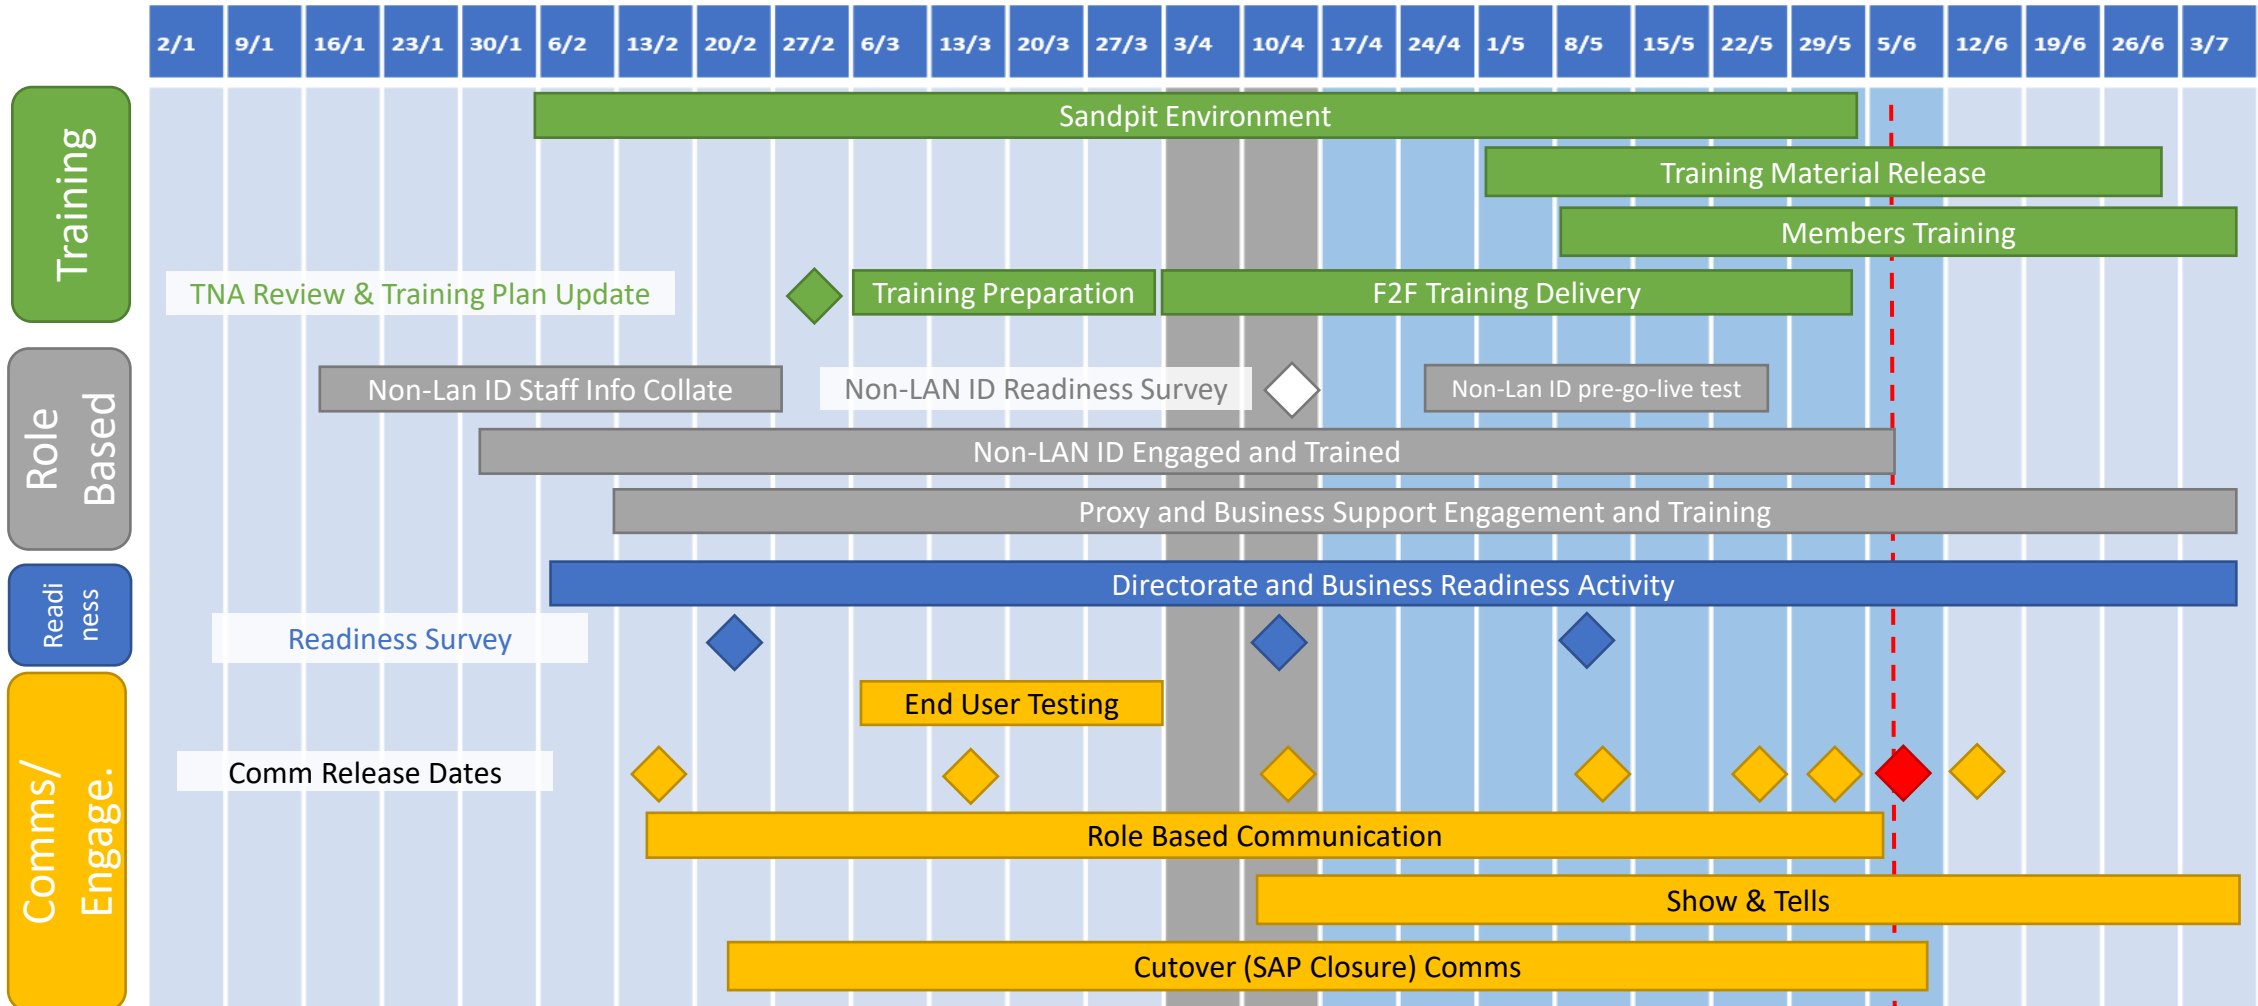 2/1 9/1 16/1 23/1 30/1 6/2 13/2 20/2 27/2 6/3 13/3 20/3 27/3 3/4 10/4 17/4 24/4 1/5 8/5 15/5 22/5 29/5 5/6 12/6 19/6 26/6 3/7
Training
Sandpit Environment
Training Material Release
Members Training
TNA Review & Training Plan Update
Training Preparation
F2F Training Delivery
Role
Based
Non-Lan ID Staff Info Collate
Non-LAN ID Readiness Survey
Non-Lan ID pre-go-live test
Non-LAN ID Engaged and Trained
Proxy and Business Support Engagement and Training
Readi
ness
Directorate and Business Readiness Activity
Readiness Survey
Comms/
Engage.
End User Testing
Comm Release Dates
Role Based Communication
Show & Tells
Cutover (SAP Closure) Comms